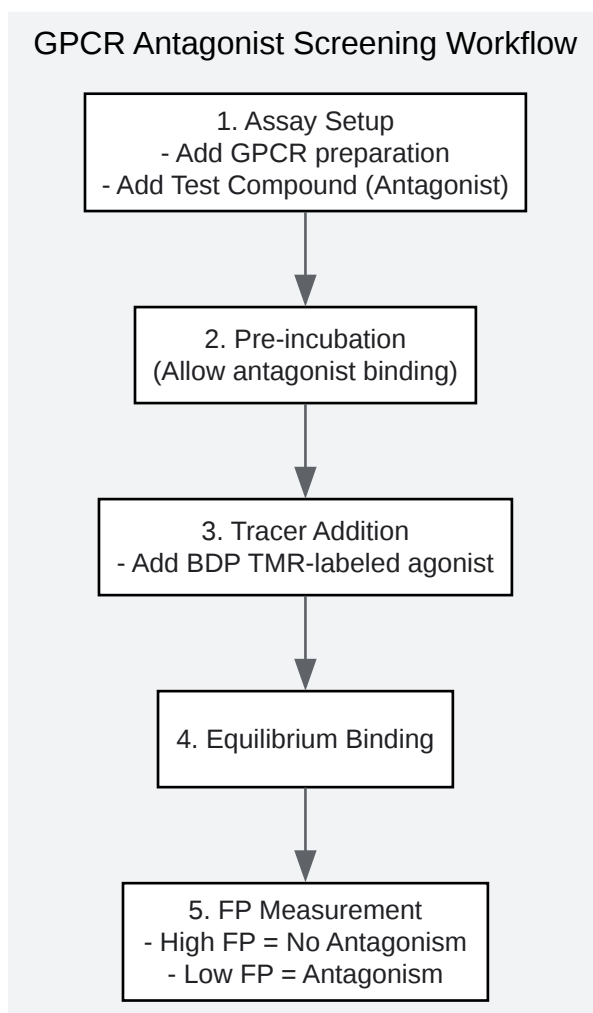 GPCR Antagonist Screening Workflow
1. Assay Setup
- Add GPCR preparation
- Add Test Compound (Antagonist)
2. Pre-incubation
(Allow antagonist binding)
3. Tracer Addition
- Add BDP TMR-labeled agonist
4. Equilibrium Binding
5. FP Measurement
- High FP = No Antagonism
- Low FP = Antagonism